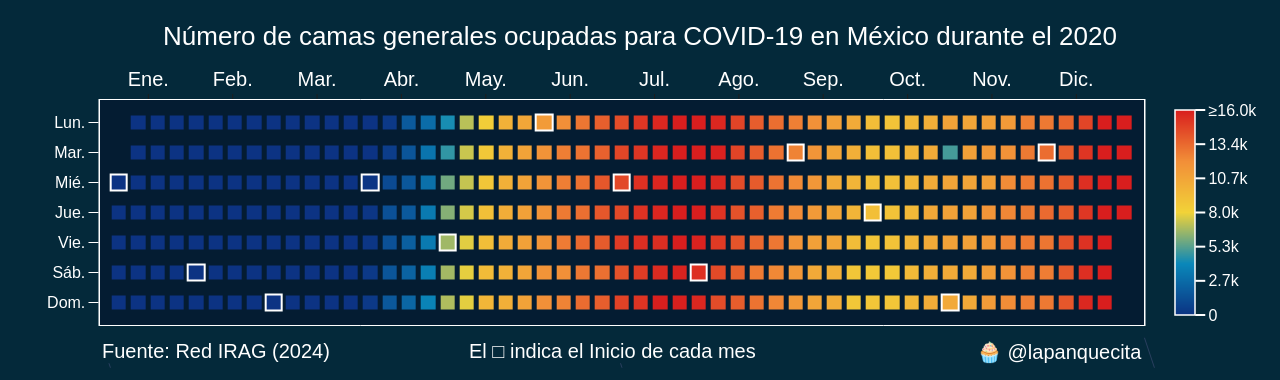 Número de camas generales ocupadas para COVID-19 en México durante el 2020
Ene. Feb. Mar. Abr. May. Jun. Jul. Ago. Sep. Oct. Nov. Dic.
Lun.
Mar.
Mié.
Jue.
Vie.
Sáb.
Dom.
≥16.0k
13.4k
10.7k
8.0k
5.3k
2.7k
0
Fuente: Red IRAG (2024)
El □ indica el Inicio de cada mes
🧁 @lapanquecita